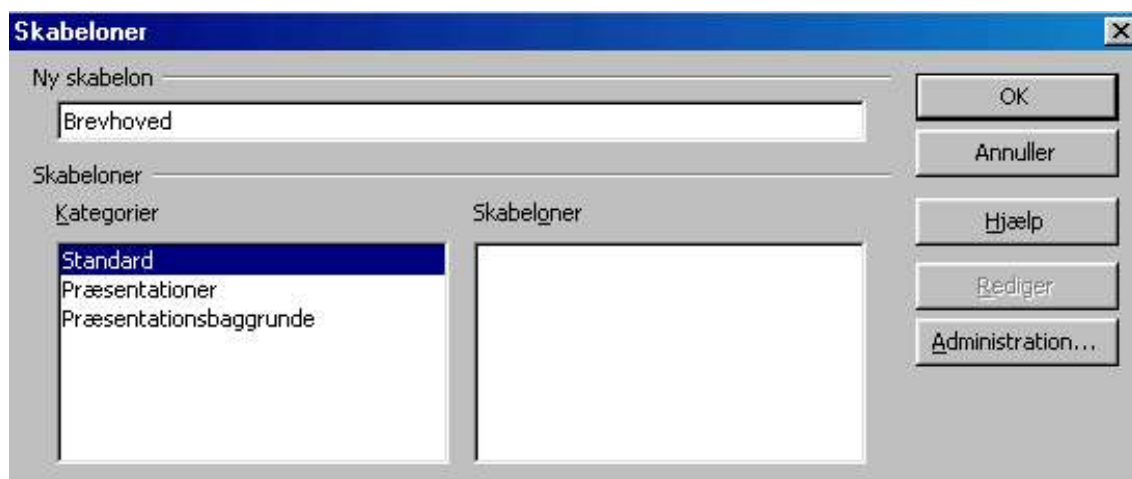 Skabeloner
Ny skabelon
Brevhoved
Skabeloner
Kategorier
Standard
Præsentationer
Præsentationsbaggrunde
Skabeloner
OK
Annuller
Hjælp
Rediger
Administration...